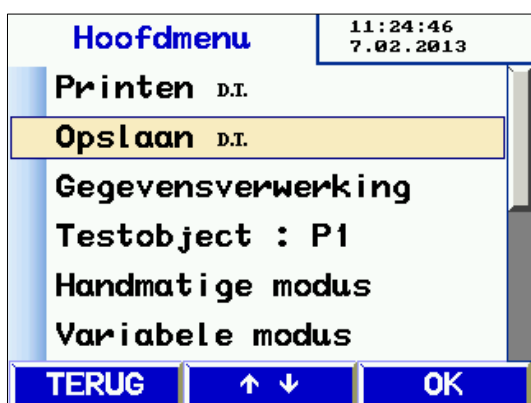 Hoofdmenu
11:24:46
7.02.2013
Printen D.T.
Opslaan D.T.
Gegevensverwerking
Testobject : P1
Handmatige modus
Variabele modus
TERUG ↑ ↓ OK